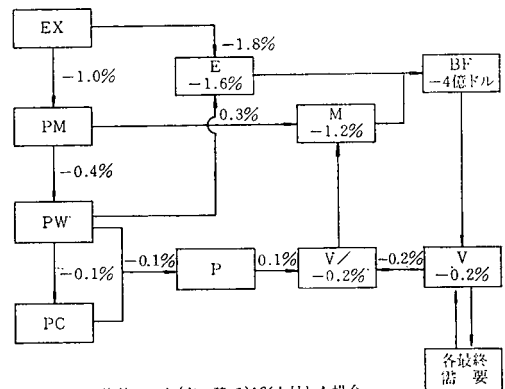 EX
-1.8%
-1.0%
E
-1.6%
BF
-4億ドル
PM
0.3%
M
-1.2%
-0.4%
PW
-0.1%
-0.1%
P
0.1%
V/
-0.2%
-0.2%
V
-0.2%
PC
各最終
需要